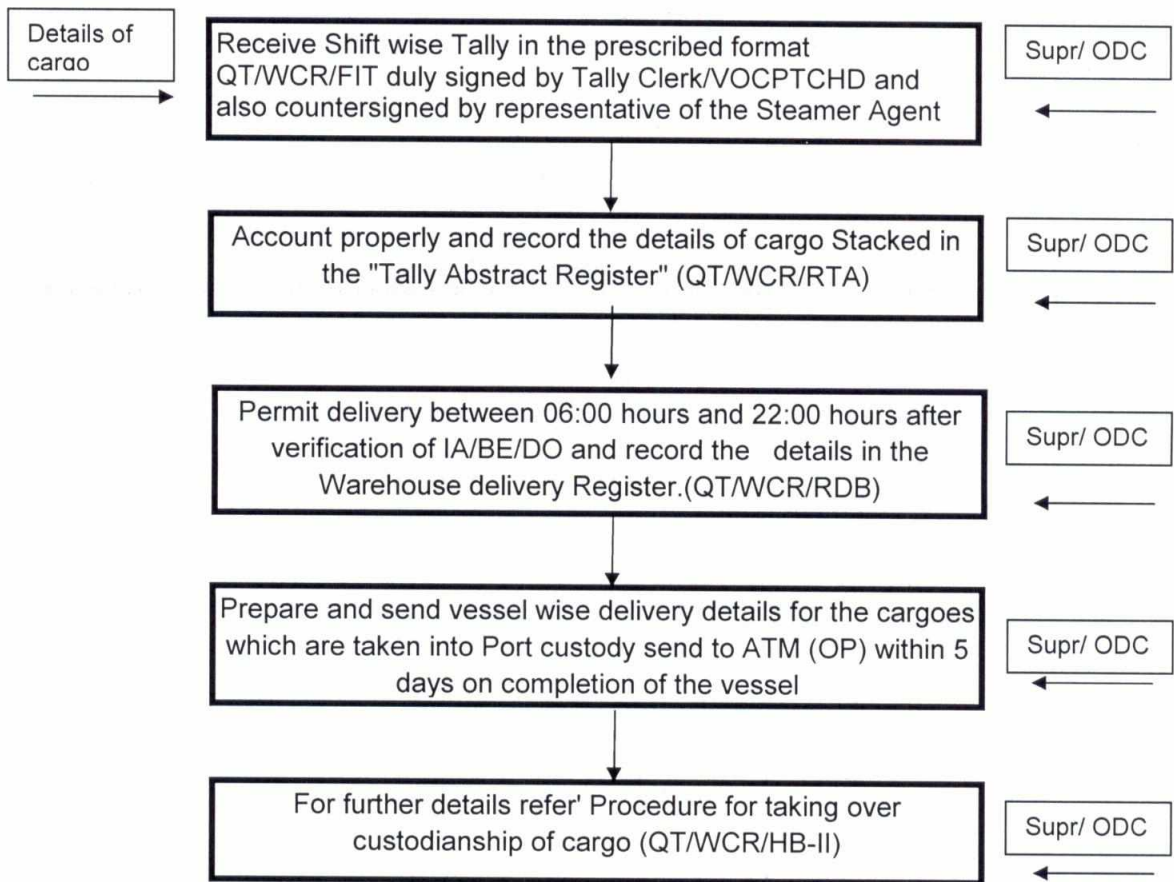 Details of
cargo
Receive Shift wise Tally in the prescribed format
QT/WCR/FIT duly signed by Tally Clerk/VOCPTCHD and
also countersigned by representative of the Steamer Agent
Supr/ ODC
Account properly and record the details of cargo Stacked in
the "Tally Abstract Register" (QT/WCR/RTA)
Supr/ ODC
Permit delivery between 06:00 hours and 22:00 hours after
verification of IA/BE/DO and record the details in the
Warehouse delivery Register.(QT/WCR/RDB)
Supr/ ODC
Prepare and send vessel wise delivery details for the cargoes
which are taken into Port custody send to ATM (OP) within 5
days on completion of the vessel
Supr/ ODC
For further details refer' Procedure for taking over
custodianship of cargo (QT/WCR/HB-II)
Supr/ ODC